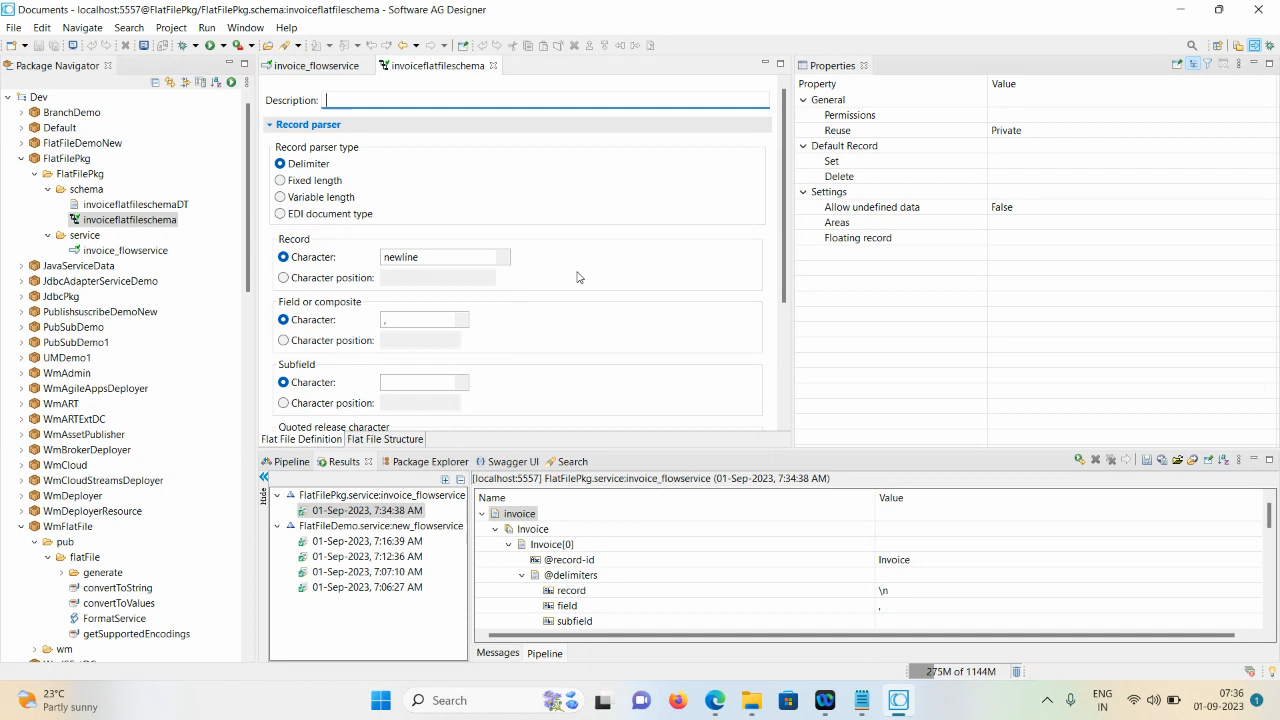 Documents - localhost:5557@FlatFilePkg/FlatFilePkg.schema:invoiceflatfileschema - Software AG Designer
File Edit Navigate Search Project Run Window Help
Package Navigator
Dev
BranchDemo
Default
FlatFileDemoNew
FlatFilePkg
FlatFilePkg
schema
invoiceflatfileschemaDT
invoiceflatfileschema
service
invoice_flowservice
JavaServiceData
JdbcAdapterServiceDemo
JdbcPkg
PublishsuscribeDemoNew
PubSubDemo
PubSubDemo1
UMDemo1
WmAdmin
WmAgileAppsDeployer
WmART
WmARTExtDC
WmAssetPublisher
WmBrokerDeployer
WmCloud
WmCloudStreamsDeployer
WmDeployer
WmDeployerResource
WmFlatFile
pub
flatFile
generate
convertToString
convertToValues
FormatService
getSupportedEncodings
wm
invoice_flowservice
invoiceflatfileschema
Description:
Record parser
Record parser type
Delimiter
Fixed length
Variable length
EDI document type
Record
Character: newline
Character position:
Field or composite
Character: ,
Character position:
Subfield
Character:
Character position:
Quoted release character
Flat File Definition Flat File Structure
Properties
Property Value
General
Permissions
Reuse Private
Default Record
Set
Delete
Settings
Allow undefined data False
Areas
Floating record
Pipeline Results Package Explorer Swagger UI Search
Hide
FlatFilePkg.service:invoice_flowservice
01-Sep-2023, 7:34:38 AM
FlatFileDemo.service:new_flowservice
01-Sep-2023, 7:16:39 AM
01-Sep-2023, 7:12:36 AM
01-Sep-2023, 7:07:10 AM
01-Sep-2023, 7:06:27 AM
[localhost:5557] FlatFilePkg.service:invoice_flowservice (01-Sep-2023, 7:34:38 AM)
Name Value
invoice
Invoice
Invoice[0]
@record-id Invoice
@delimiters
record \n
field ,
subfield
Messages Pipeline
275M of 1144M
23°C
Partly sunny
Search
ENG
IN
07:36
01-09-2023